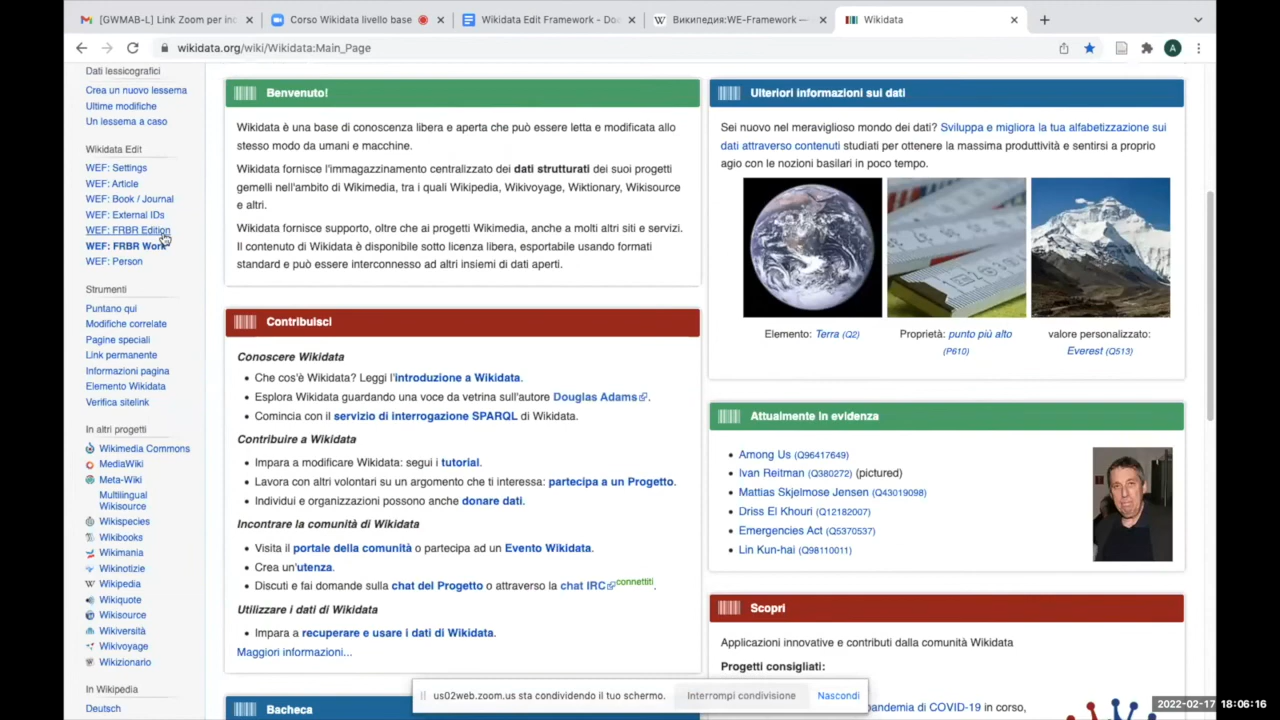 [GWMAB-L] Link Zoom per inc
Corso Wikidata livello base
Wikidata Edit Framework - Doc
Википедия:WE-Framework —
Wikidata
wikidata.org/wiki/Wikidata:Main_Page
A
Dati lessicografici
Crea un nuovo lessema
Ultime modifiche
Un lessema a caso
Wikidata Edit
WEF: Settings
WEF: Article
WEF: Book / Journal
WEF: External IDs
WEF: FRBR Edition
WEF: FRBR Work
WEF: Person
Strumenti
Puntano qui
Modifiche correlate
Pagine speciali
Link permanente
Informazioni pagina
Elemento Wikidata
Verifica sitelink
In altri progetti
Wikimedia Commons
MediaWiki
Meta-Wiki
Multilingual
Wikisource
Wikispecies
Wikibooks
Wikimania
Wikinotizie
Wikipedia
Wikiquote
Wikisource
Wikiversità
Wikivoyage
Wikizionario
In Wikipedia
Deutsch
Benvenuto!
Wikidata è una base di conoscenza libera e aperta che può essere letta e modificata allo
stesso modo da umani e macchine.
Wikidata fornisce l'immagazzinamento centralizzato dei dati strutturati dei suoi progetti
gemelli nell'ambito di Wikimedia, tra i quali Wikipedia, Wikivoyage, Wiktionary, Wikisource
e altri.
Wikidata fornisce supporto, oltre che ai progetti Wikimedia, anche a molti altri siti e servizi.
Il contenuto di Wikidata è disponibile sotto licenza libera, esportabile usando formati
standard e può essere interconnesso ad altri insiemi di dati aperti.
Contribuisci
Conoscere Wikidata
• Che cos'è Wikidata? Leggi l'introduzione a Wikidata.
• Esplora Wikidata guardando una voce da vetrina sull'autore Douglas Adams.
• Comincia con il servizio di interrogazione SPARQL di Wikidata.
Contribuire a Wikidata
• Impara a modificare Wikidata: segui i tutorial.
• Lavora con altri volontari su un argomento che ti interessa: partecipa a un Progetto.
• Individui e organizzazioni possono anche donare dati.
Incontrare la comunità di Wikidata
• Visita il portale della comunità o partecipa ad un Evento Wikidata.
• Crea un'utenza.
• Discuti e fai domande sulla chat del Progetto o attraverso la chat IRC connettiti.
Utilizzare i dati di Wikidata
• Impara a recuperare e usare i dati di Wikidata.
Maggiori informazioni...
Bacheca
Ulteriori informazioni sui dati
Sei nuovo nel meraviglioso mondo dei dati? Sviluppa e migliora la tua alfabetizzazione sui
dati attraverso contenuti studiati per ottenere la massima produttività e sentirsi a proprio
agio con le nozioni basilari in poco tempo.
Elemento: Terra (Q2)
Proprietà: punto più alto
(P610)
valore personalizzato:
Everest (Q513)
Attualmente in evidenza
• Among Us (Q96417649)
• Ivan Reitman (Q380272) (pictured)
• Mattias Skjelmose Jensen (Q43019098)
• Driss El Khouri (Q12182007)
• Emergencies Act (Q5370537)
• Lin Kun-hai (Q98110011)
Scopri
Applicazioni innovative e contributi dalla comunità Wikidata
Progetti consigliati:
pandemia di COVID-19 in corso,
us02web.zoom.us sta condividendo il tuo schermo.
Interrompi condivisione
Nascondi
2022-02-17 18:06:16